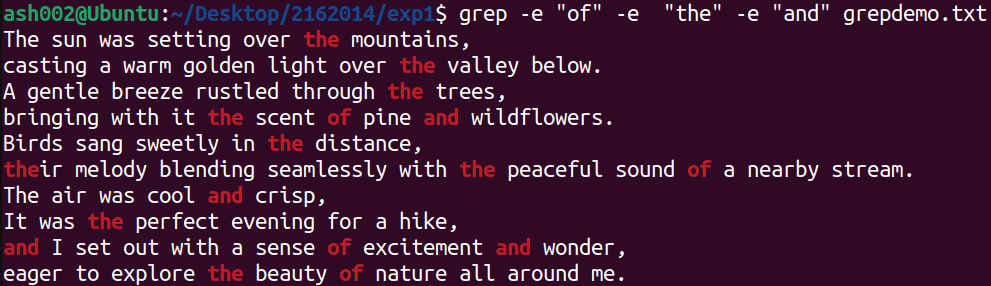 ash002@Ubuntu:~/Desktop/2162014/exp1$ grep -e "of" -e  "the" -e "and" grepdemo.txt
The sun was setting over the mountains,
casting a warm golden light over the valley below.
A gentle breeze rustled through the trees,
bringing with it the scent of pine and wildflowers.
Birds sang sweetly in the distance,
their melody blending seamlessly with the peaceful sound of a nearby stream.
The air was cool and crisp,
It was the perfect evening for a hike,
and I set out with a sense of excitement and wonder,
eager to explore the beauty of nature all around me.